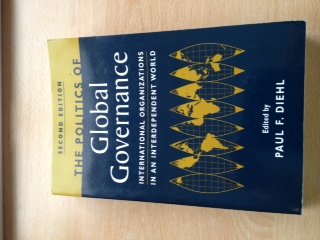 SECOND EDITION
THE POLITICS OF
Global
Governance
INTERNATIONAL ORGANIZATIONS
IN AN INTERDEPENDENT WORLD
Edited by
PAUL F. DIEHL